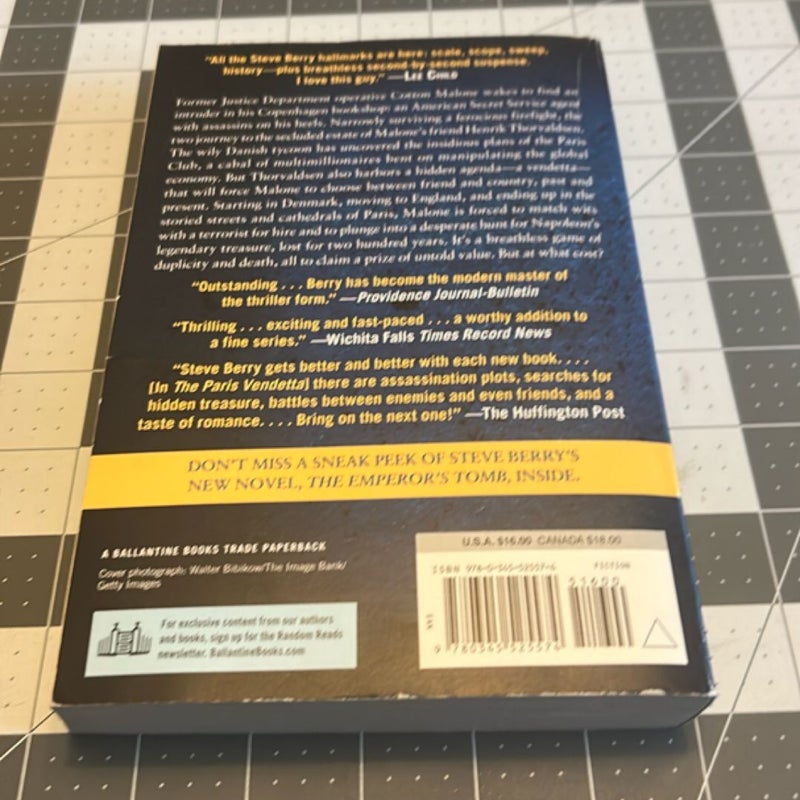 "All the Steve Berry hallmarks are here: scale, scope, sweep,
history—plus breathless second-by-second suspense.
I love this guy." —LEE CHILD
Former Justice Department operative Cotton Malone wakes to find an
intruder in his Copenhagen bookshop: an American Secret Service agent
with assassins on his heels. Narrowly surviving a ferocious firefight, the
two journey to the secluded estate of Malone's friend Henrik Thorvaldsen.
The wily Danish tycoon has uncovered the insidious plans of the Paris
Club, a cabal of multimillionaires bent on manipulating the global
economy. But Thorvaldsen also harbors a hidden agenda—a vendetta—
that will force Malone to choose between friend and country, past and
present. Starting in Denmark, moving to England, and ending up in the
storied streets and cathedrals of Paris, Malone is forced to match wits
with a terrorist for hire and to plunge into a desperate hunt for Napoleon's
legendary treasure, lost for two hundred years. It's a breathless game of
duplicity and death, all to claim a prize of untold value. But at what cost?
"Outstanding . . . Berry has become the modern master of
the thriller form." —Providence Journal-Bulletin
"Thrilling . . . exciting and fast-paced . . . a worthy addition to
a fine series." —Wichita Falls Times Record News
"Steve Berry gets better and better with each new book. . . .
[In The Paris Vendetta] there are assassination plots, searches for
hidden treasure, battles between enemies and even friends, and a
taste of romance. . . . Bring on the next one!" —The Huffington Post
DON'T MISS A SNEAK PEEK OF STEVE BERRY'S
NEW NOVEL, THE EMPEROR'S TOMB, INSIDE.
A BALLANTINE BOOKS TRADE PAPERBACK
Cover photograph: Walter Bibikow/The Image Bank/
Getty Images
For exclusive content from our authors
and books, sign up for the Random Reads
newsletter. BallantineBooks.com
U.S.A. $16.00 CANADA $18.00
ISBN 978-0-345-52557-4
51600
EAN
9 780345 525574